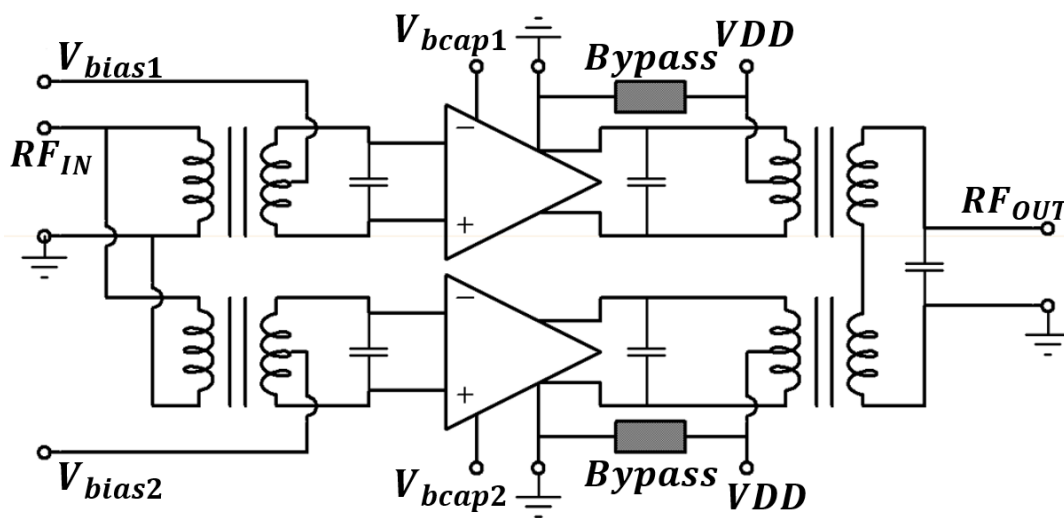 V_bcap1
VDD
V_bias1
Bypass
RF_IN
−
+
RF_OUT
−
+
V_bias2
V_bcap2
Bypass
VDD